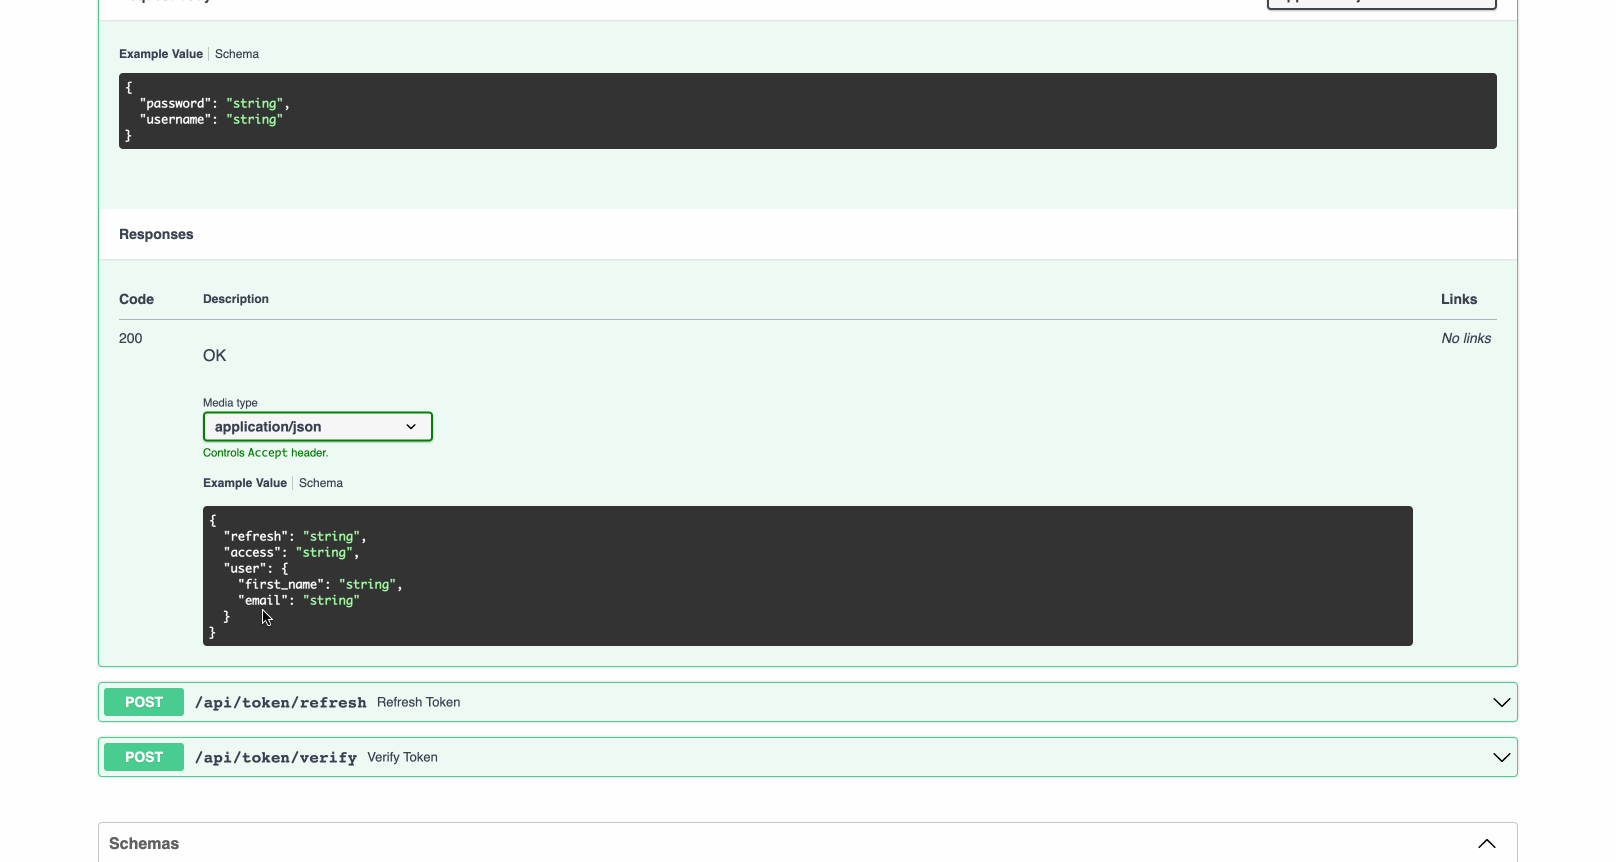 Example Value Schema
{
"password": "string",
"username": "string"
}
Responses
Code Description Links
200 No links
OK
Media type
application/json
Controls Accept header.
Example Value Schema
{
"refresh": "string",
"access": "string",
"user": {
"first_name": "string",
"email": "string"
}
}
POST /api/token/refresh Refresh Token
POST /api/token/verify Verify Token
Schemas